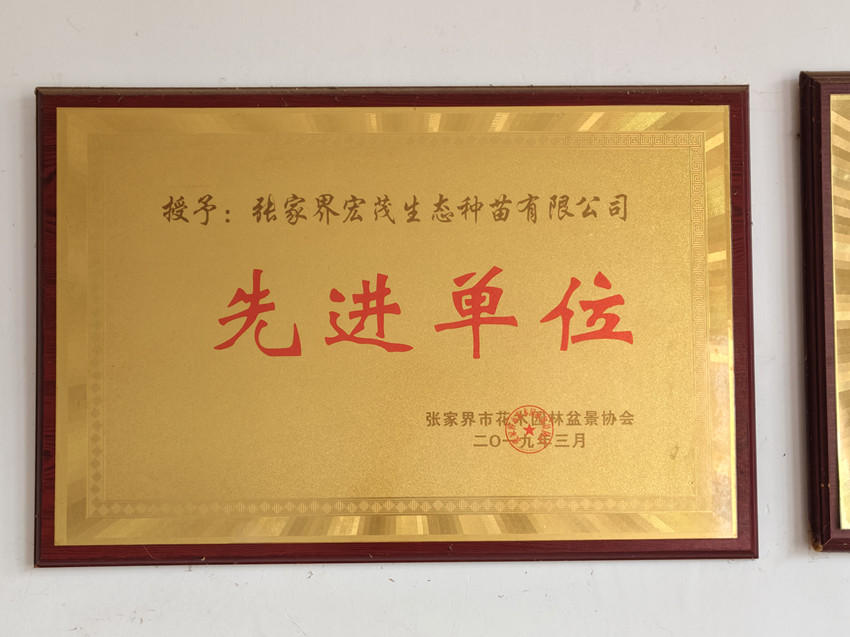 授予：张家界宏茂生态种苗有限公司
先进单位
张家界市花木园林盆景协会
二〇一九年三月